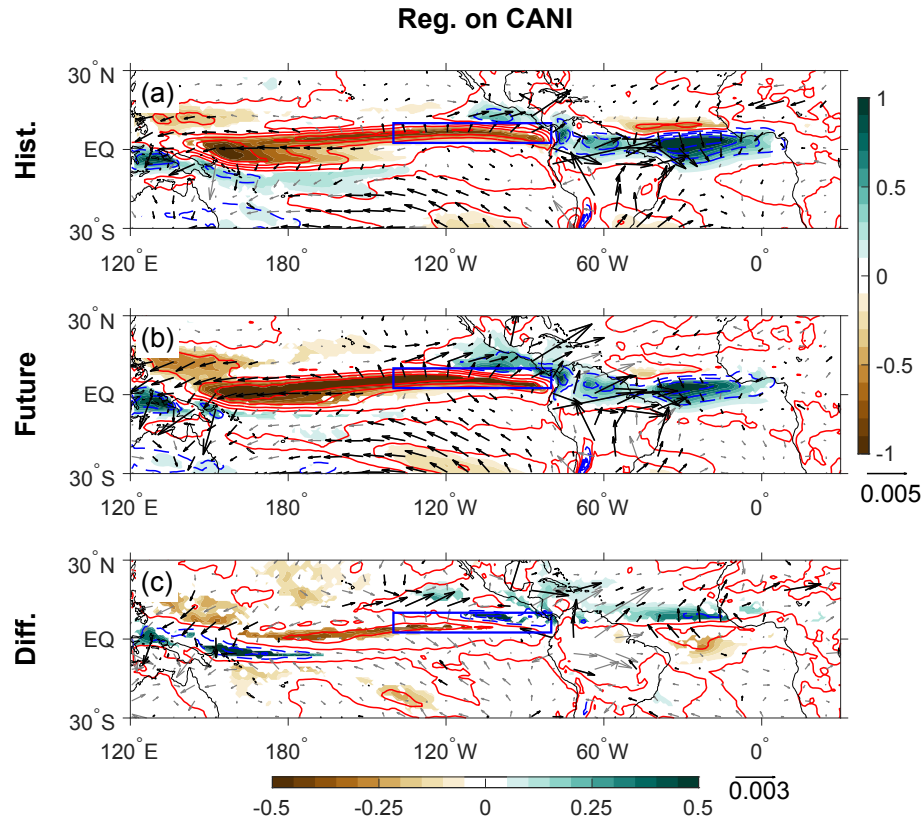 Reg. on CANI
Hist.
(a)
30° N
EQ
30° S
120° E
180°
120° W
60° W
0°
1
0.5
0
-0.5
-1
0.005
Future
(b)
30° N
EQ
30° S
120° E
180°
120° W
60° W
0°
Diff.
(c)
30° N
EQ
30° S
120° E
180°
120° W
60° W
0°
-0.5
-0.25
0
0.25
0.5
0.003